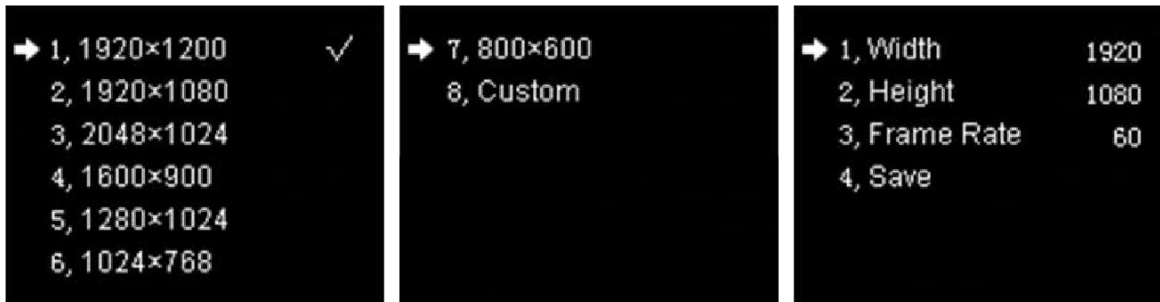 1, 1920×1200 ✓
2, 1920×1080
3, 2048×1024
4, 1600×900
5, 1280×1024
6, 1024×768
7, 800×600
8, Custom
1, Width 1920
2, Height 1080
3, Frame Rate 60
4, Save